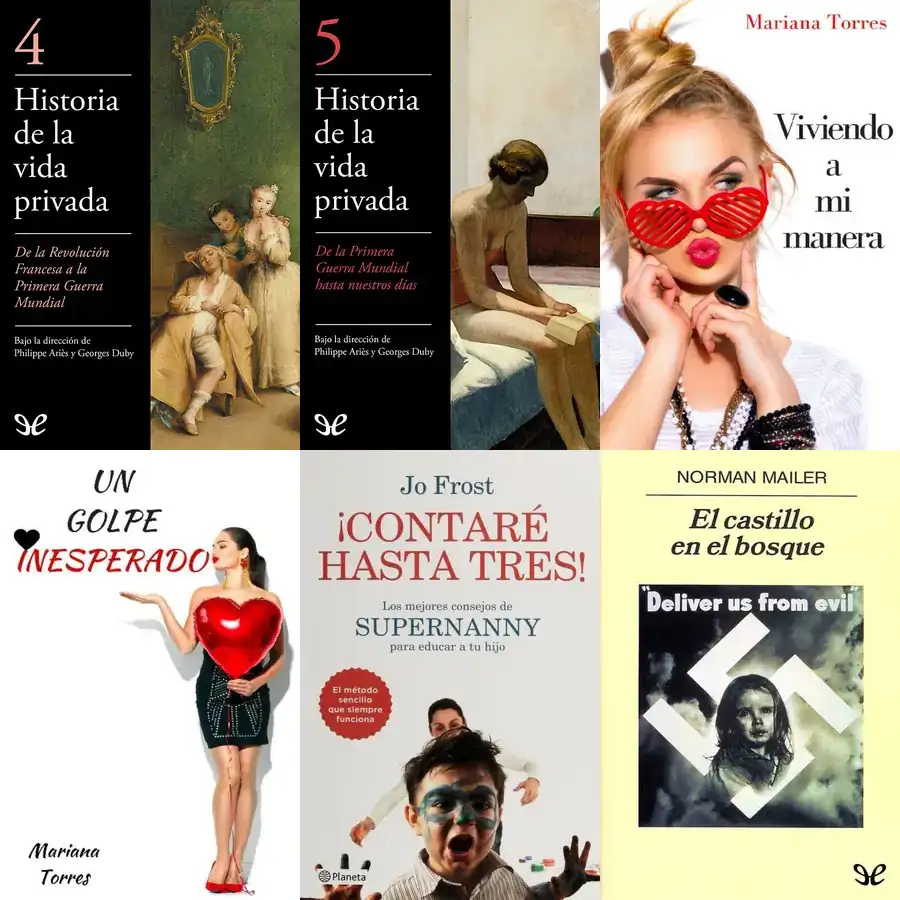 4
Historia
de la
vida
privada
De la Revolución
Francesa a la
Primera Guerra
Mundial
Bajo la dirección de
Philippe Ariès y Georges Duby
5
Historia
de la
vida
privada
De la Primera
Guerra Mundial
hasta nuestros días
Bajo la dirección de
Philippe Ariès y Georges Duby
Mariana Torres
Viviendo
a
mi
manera
UN
GOLPE
INESPERADO
Mariana
Torres
Jo Frost
¡CONTARÉ
HASTA TRES!
Los mejores consejos de
SUPERNANNY
para educar a tu hijo
El método
sencillo
que siempre
funciona
Planeta
NORMAN MAILER
El castillo
en el bosque
"Deliver us from evil"